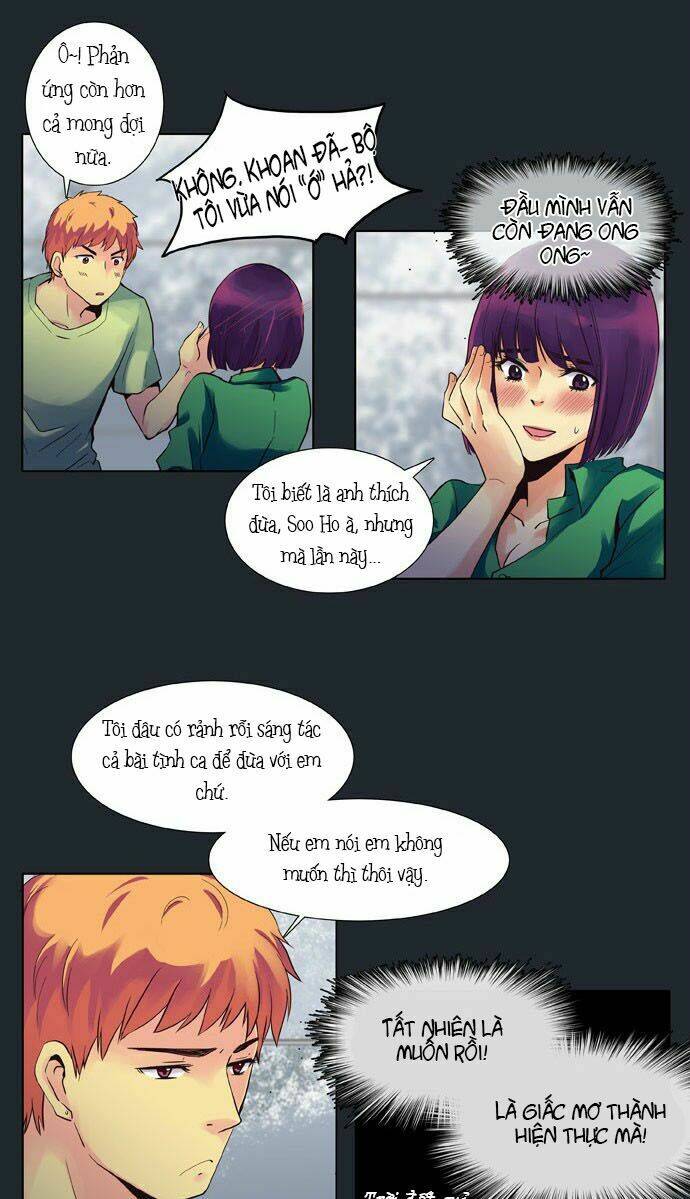 Ô~! Phản
ứng còn hơn
cả mong đợi
nữa.
KHÔNG, KHOAN ĐÃ- BỘ
TÔI VỪA NÓI "Ớ" HẢ?!
ĐẦU MÌNH VẪN
CÒN ĐANG ONG
ONG~
Tôi biết là anh thích
đùa, Soo Ho à, nhưng
mà lần này...
Tôi đâu có rảnh rỗi sáng tác
cả bài tình ca để đùa với em
chứ.
Nếu em nói em không
muốn thì thôi vậy.
TẤT NHIÊN LÀ
MUỐN RỒI!
LÀ GIẤC MƠ THÀNH
HIỆN THỰC MÀ!